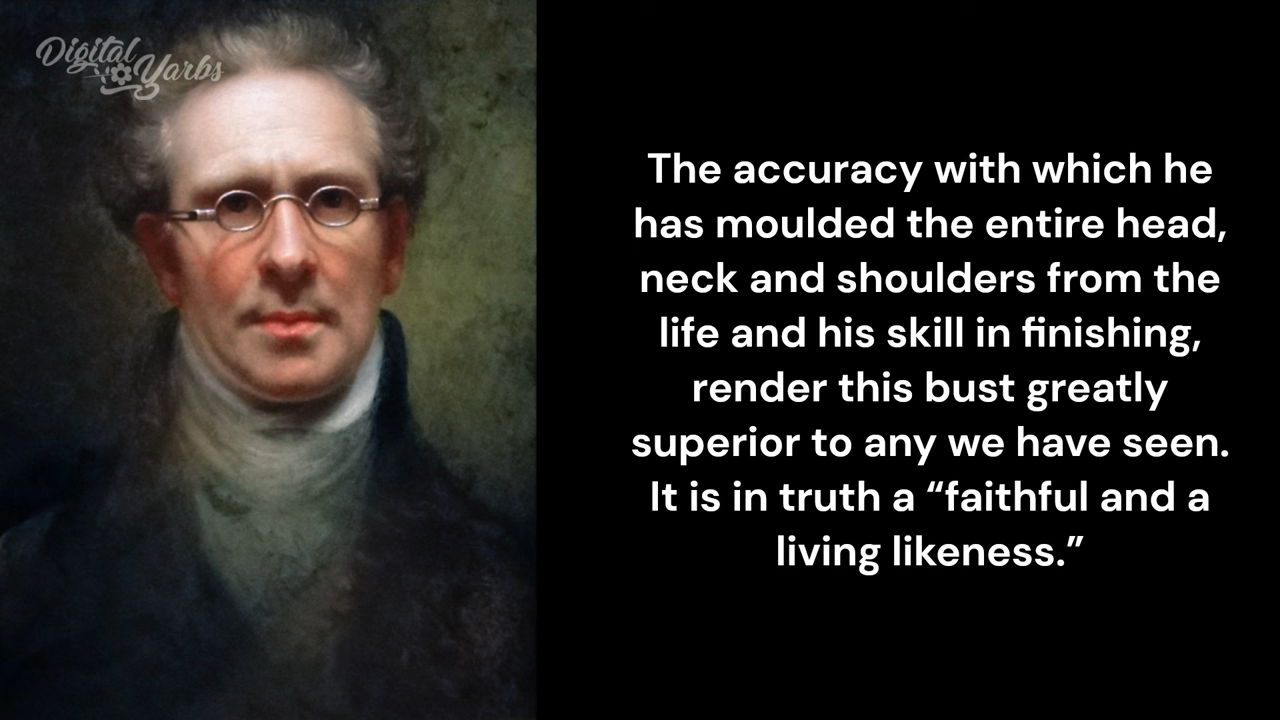 Digital
Yarbs
The accuracy with which he
has moulded the entire head,
neck and shoulders from the
life and his skill in finishing,
render this bust greatly
superior to any we have seen.
It is in truth a “faithful and a
living likeness.”